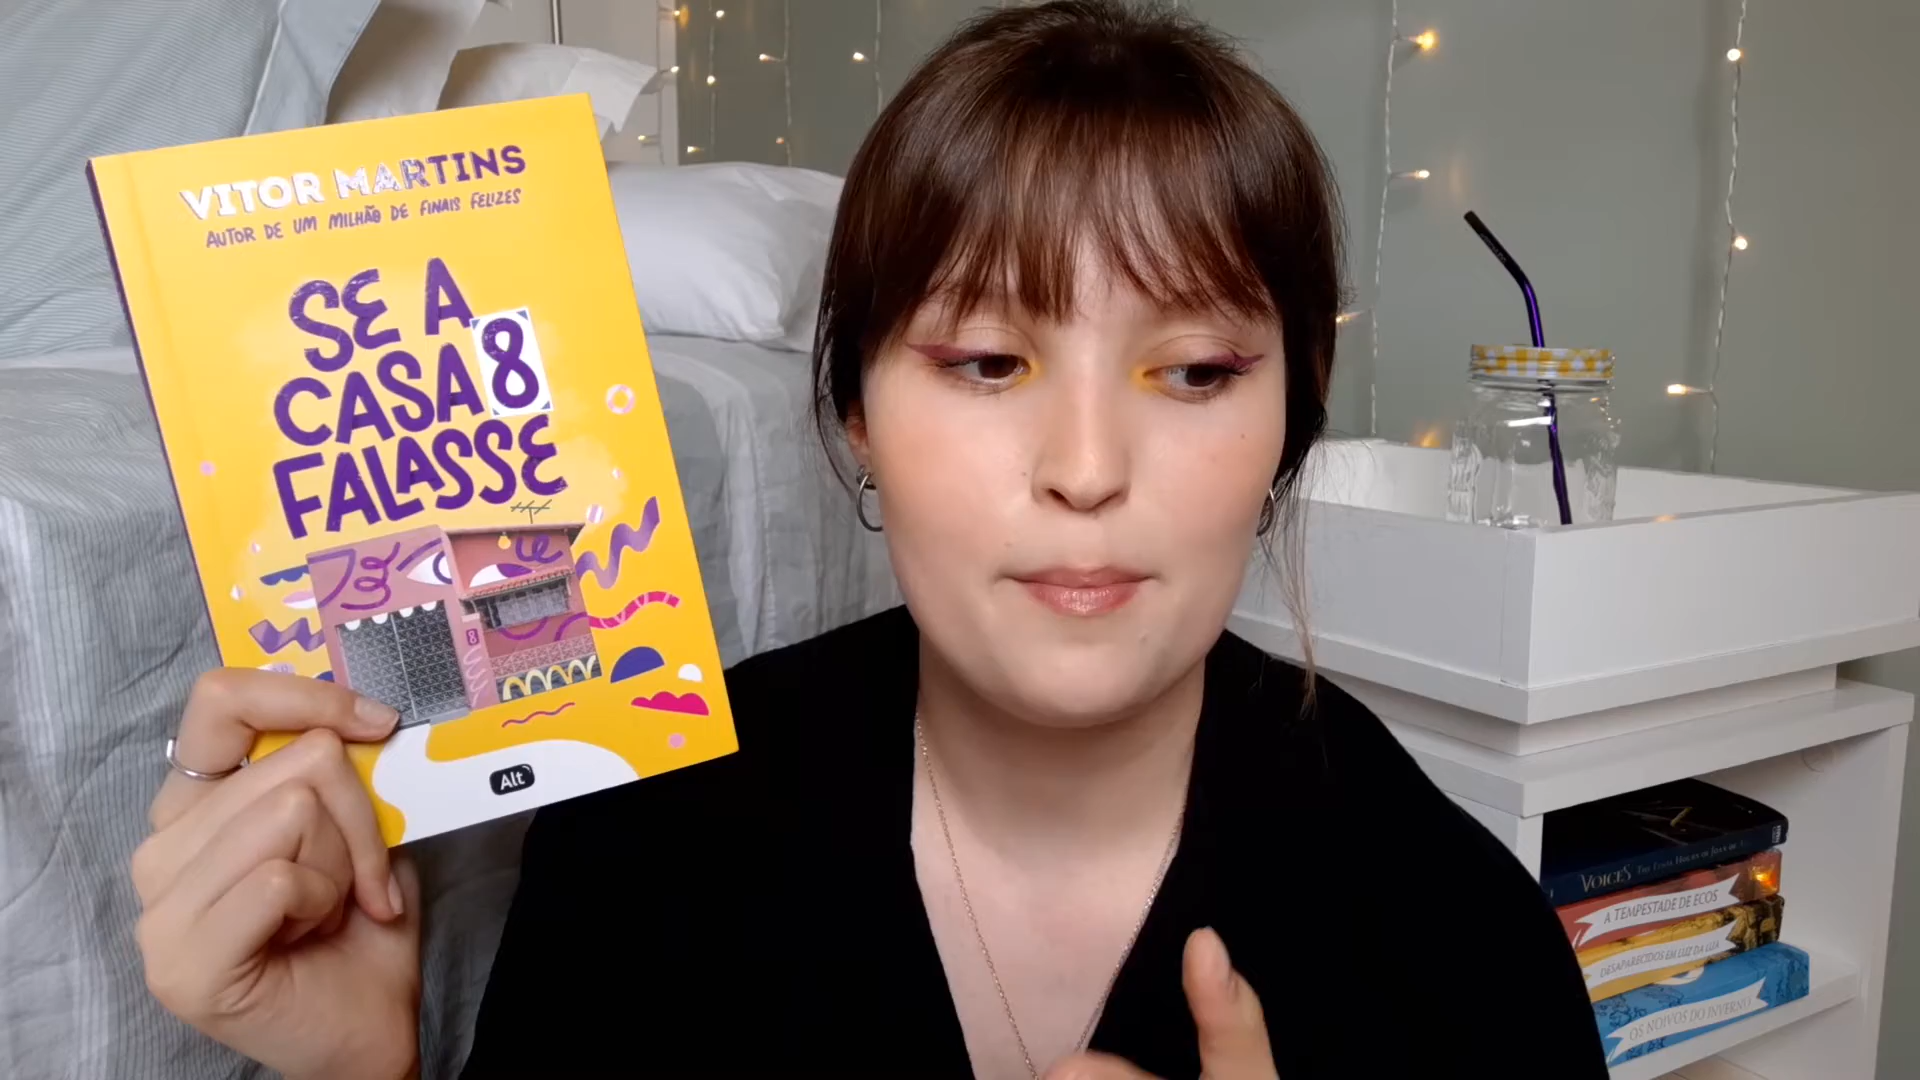 VITOR MARTINS
AUTOR DE UM MILHÃO DE FINAIS FELIZES
SE A
CASA 8
FALASSE
8
Alt
VOICES
A TEMPESTADE DE ECOS
DESAPARECIDOS EM LUZ DA LUA
OS NOIVOS DO INVERNO